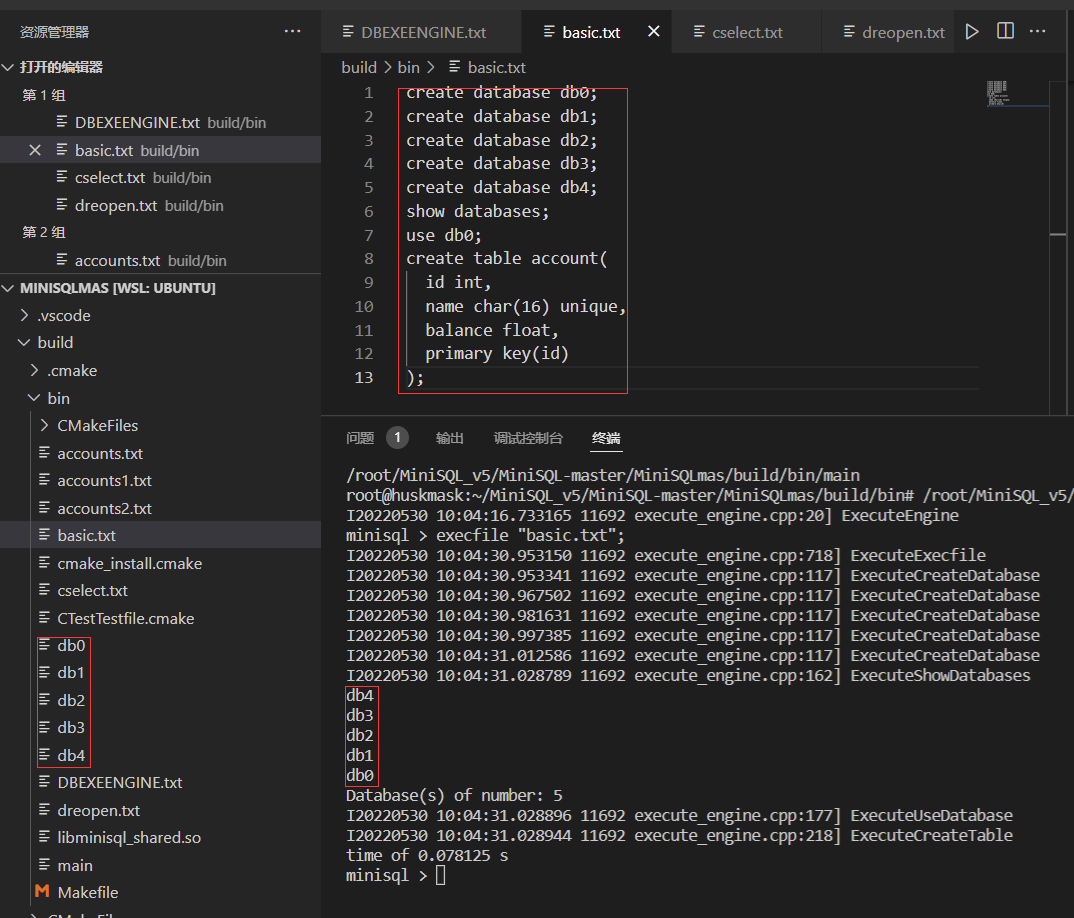 资源管理器 ···
打开的编辑器
第 1 组
DBEXEENGINE.txt build/bin
basic.txt build/bin
cselect.txt build/bin
dreopen.txt build/bin
第 2 组
accounts.txt build/bin
MINISQLMAS [WSL: UBUNTU]
.vscode
build
.cmake
bin
CMakeFiles
accounts.txt
accounts1.txt
accounts2.txt
basic.txt
cmake_install.cmake
cselect.txt
CTestTestfile.cmake
db0
db1
db2
db3
db4
DBEXEENGINE.txt
dreopen.txt
libminisql_shared.so
main
Makefile
DBEXEENGINE.txt basic.txt cselect.txt dreopen.txt ···
build > bin > basic.txt
1 create database db0;
2 create database db1;
3 create database db2;
4 create database db3;
5 create database db4;
6 show databases;
7 use db0;
8 create table account(
9 id int,
10 name char(16) unique,
11 balance float,
12 primary key(id)
13 );
问题 1 输出 调试控制台 终端
/root/MiniSQL_v5/MiniSQL-master/MiniSQLmas/build/bin/main
root@huskmask:~/MiniSQL_v5/MiniSQL-master/MiniSQLmas/build/bin# /root/MiniSQL_v5/
I20220530 10:04:16.733165 11692 execute_engine.cpp:20] ExecuteEngine
minisql > execfile "basic.txt";
I20220530 10:04:30.953150 11692 execute_engine.cpp:718] ExecuteExecfile
I20220530 10:04:30.953341 11692 execute_engine.cpp:117] ExecuteCreateDatabase
I20220530 10:04:30.967502 11692 execute_engine.cpp:117] ExecuteCreateDatabase
I20220530 10:04:30.981631 11692 execute_engine.cpp:117] ExecuteCreateDatabase
I20220530 10:04:30.997385 11692 execute_engine.cpp:117] ExecuteCreateDatabase
I20220530 10:04:31.012586 11692 execute_engine.cpp:117] ExecuteCreateDatabase
I20220530 10:04:31.028789 11692 execute_engine.cpp:162] ExecuteShowDatabases
db4
db3
db2
db1
db0
Database(s) of number: 5
I20220530 10:04:31.028896 11692 execute_engine.cpp:177] ExecuteUseDatabase
I20220530 10:04:31.028944 11692 execute_engine.cpp:218] ExecuteCreateTable
time of 0.078125 s
minisql >